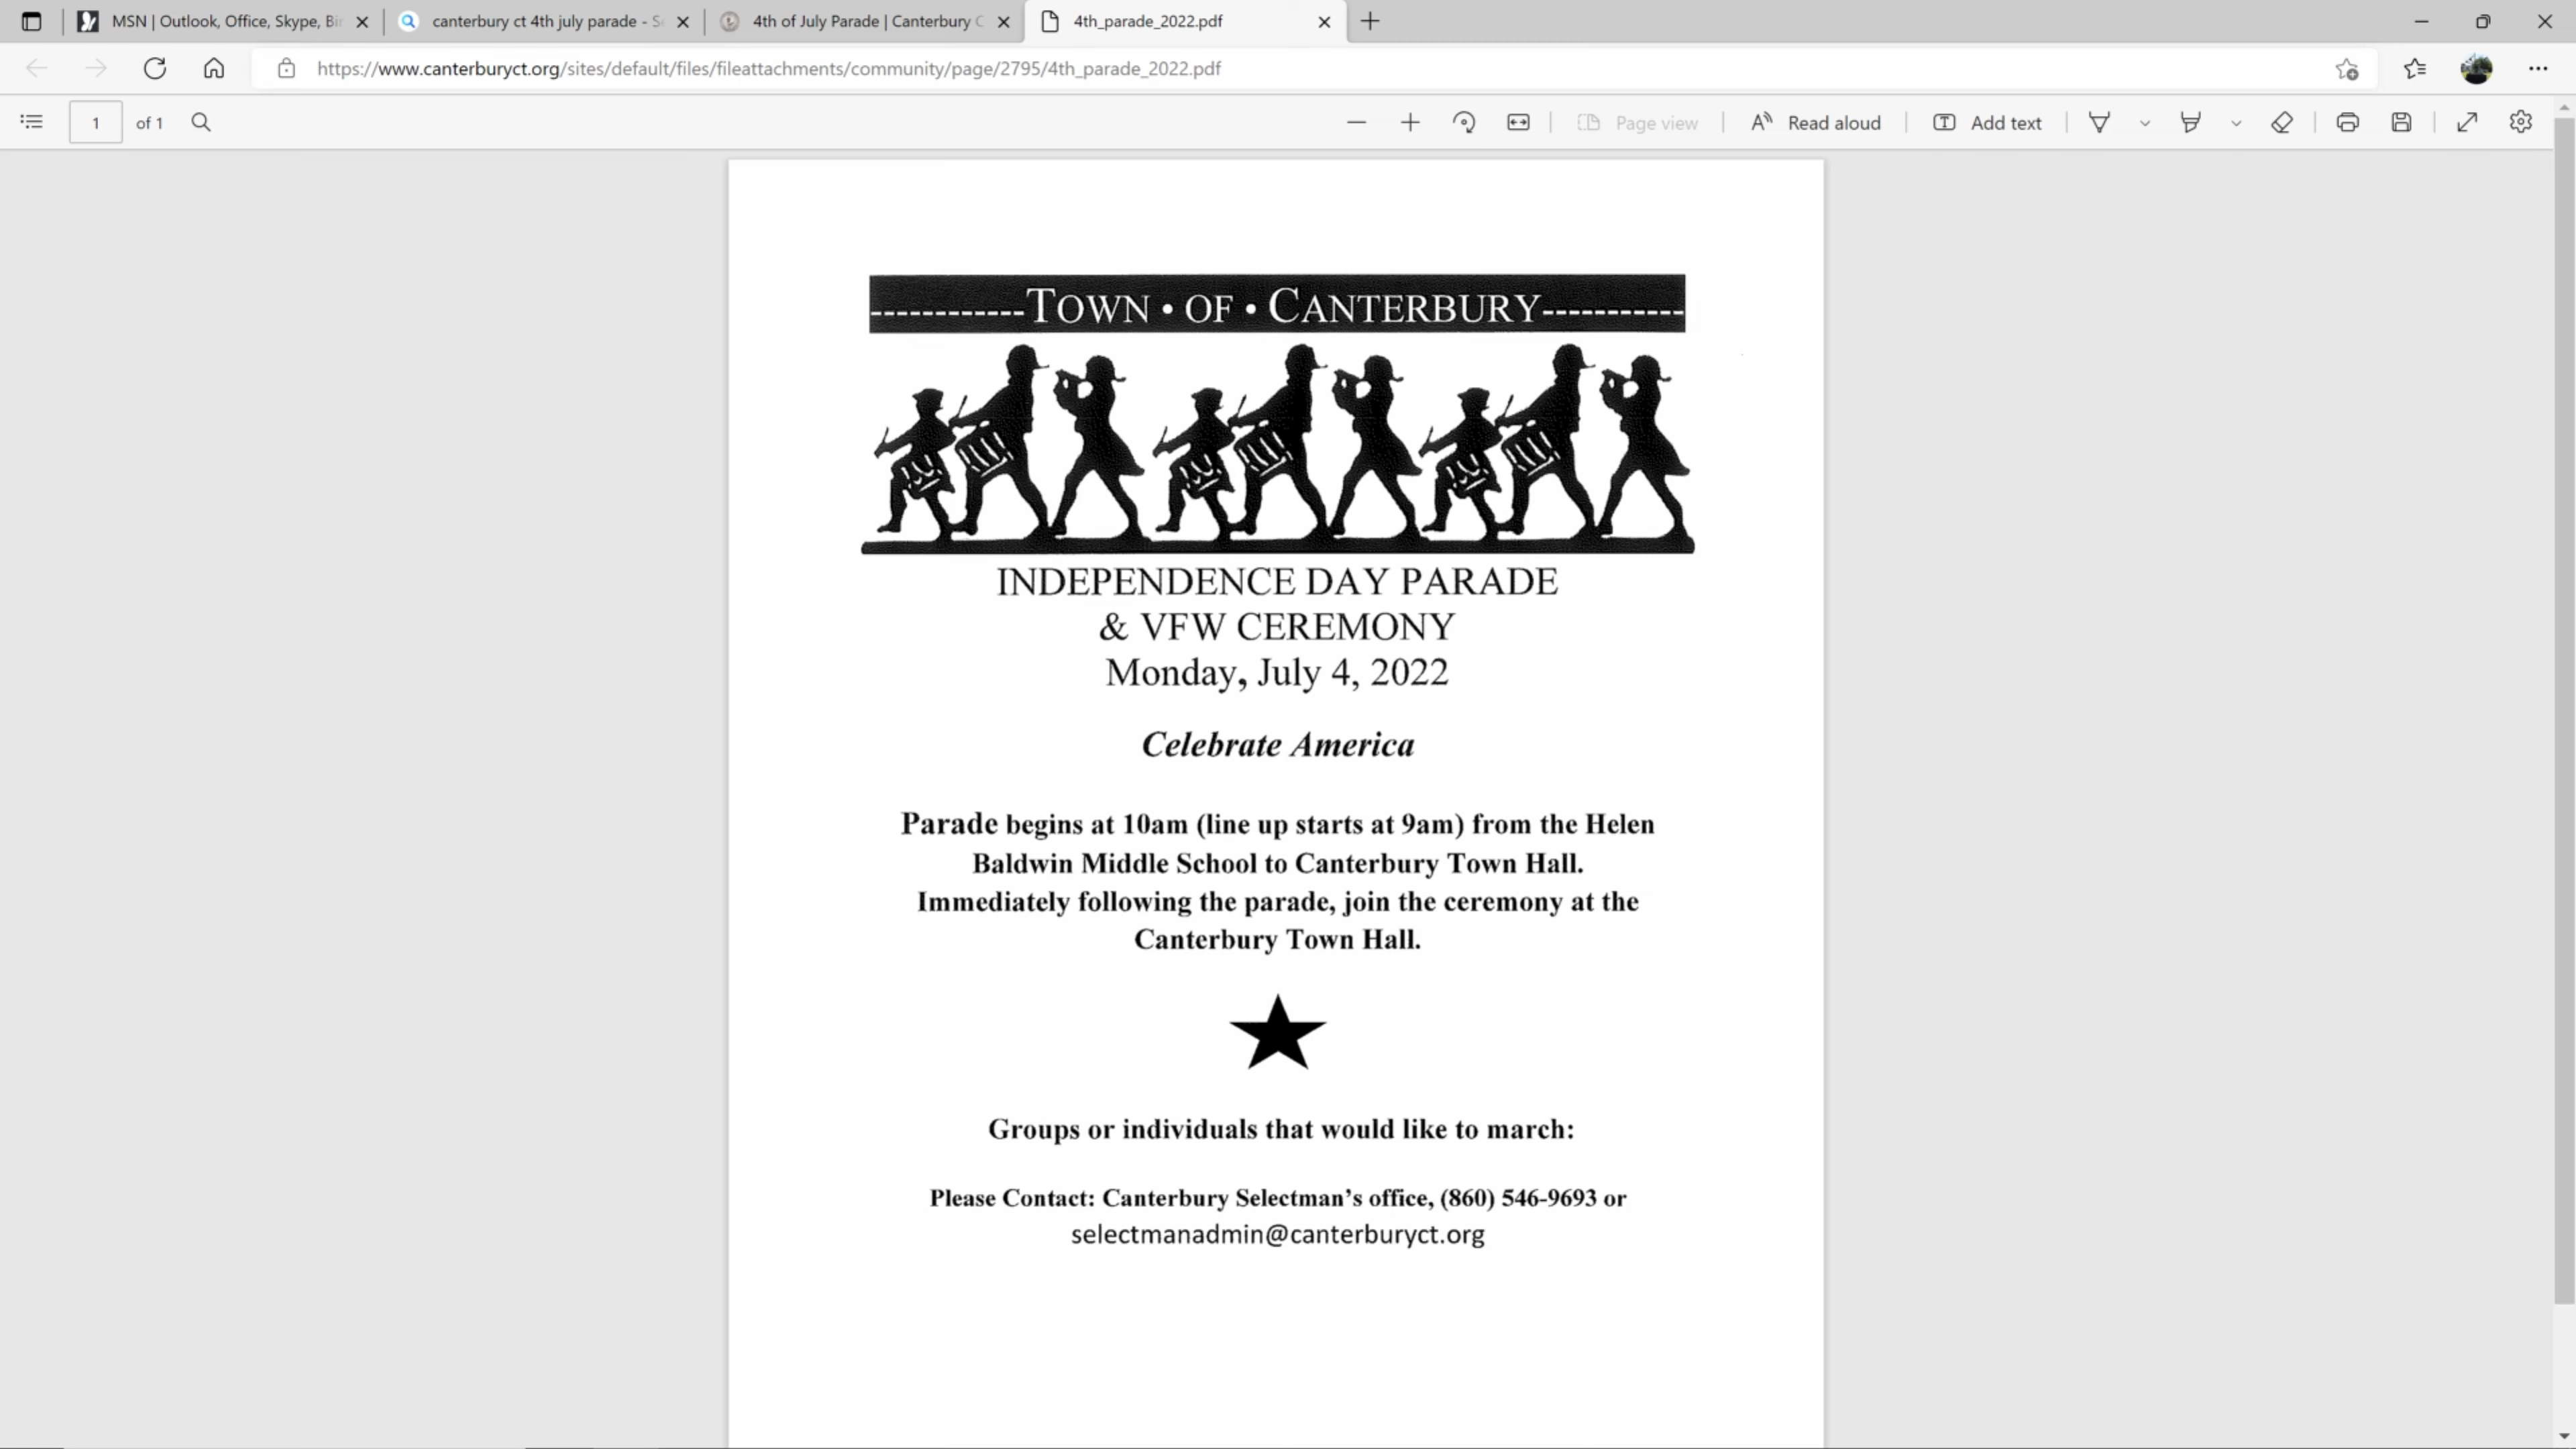 MSN | Outlook, Office, Skype, Bi
canterbury ct 4th july parade - S
4th of July Parade | Canterbury C
4th_parade_2022.pdf
https://www.canterburyct.org/sites/default/files/fileattachments/community/page/2795/4th_parade_2022.pdf
1 of 1
Page view
Read aloud
Add text
-----------TOWN • OF • CANTERBURY----------
INDEPENDENCE DAY PARADE
& VFW CEREMONY
Monday, July 4, 2022
Celebrate America
Parade begins at 10am (line up starts at 9am) from the Helen
Baldwin Middle School to Canterbury Town Hall.
Immediately following the parade, join the ceremony at the
Canterbury Town Hall.
Groups or individuals that would like to march:
Please Contact: Canterbury Selectman’s office, (860) 546-9693 or
selectmanadmin@canterburyct.org